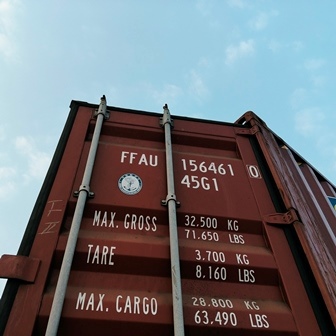 FFAU 156461 0
45G1
MAX. GROSS 32.500 KG
71.650 LBS
TARE 3.700 KG
8.160 LBS
MAX. CARGO 28.800 KG
63.490 LBS